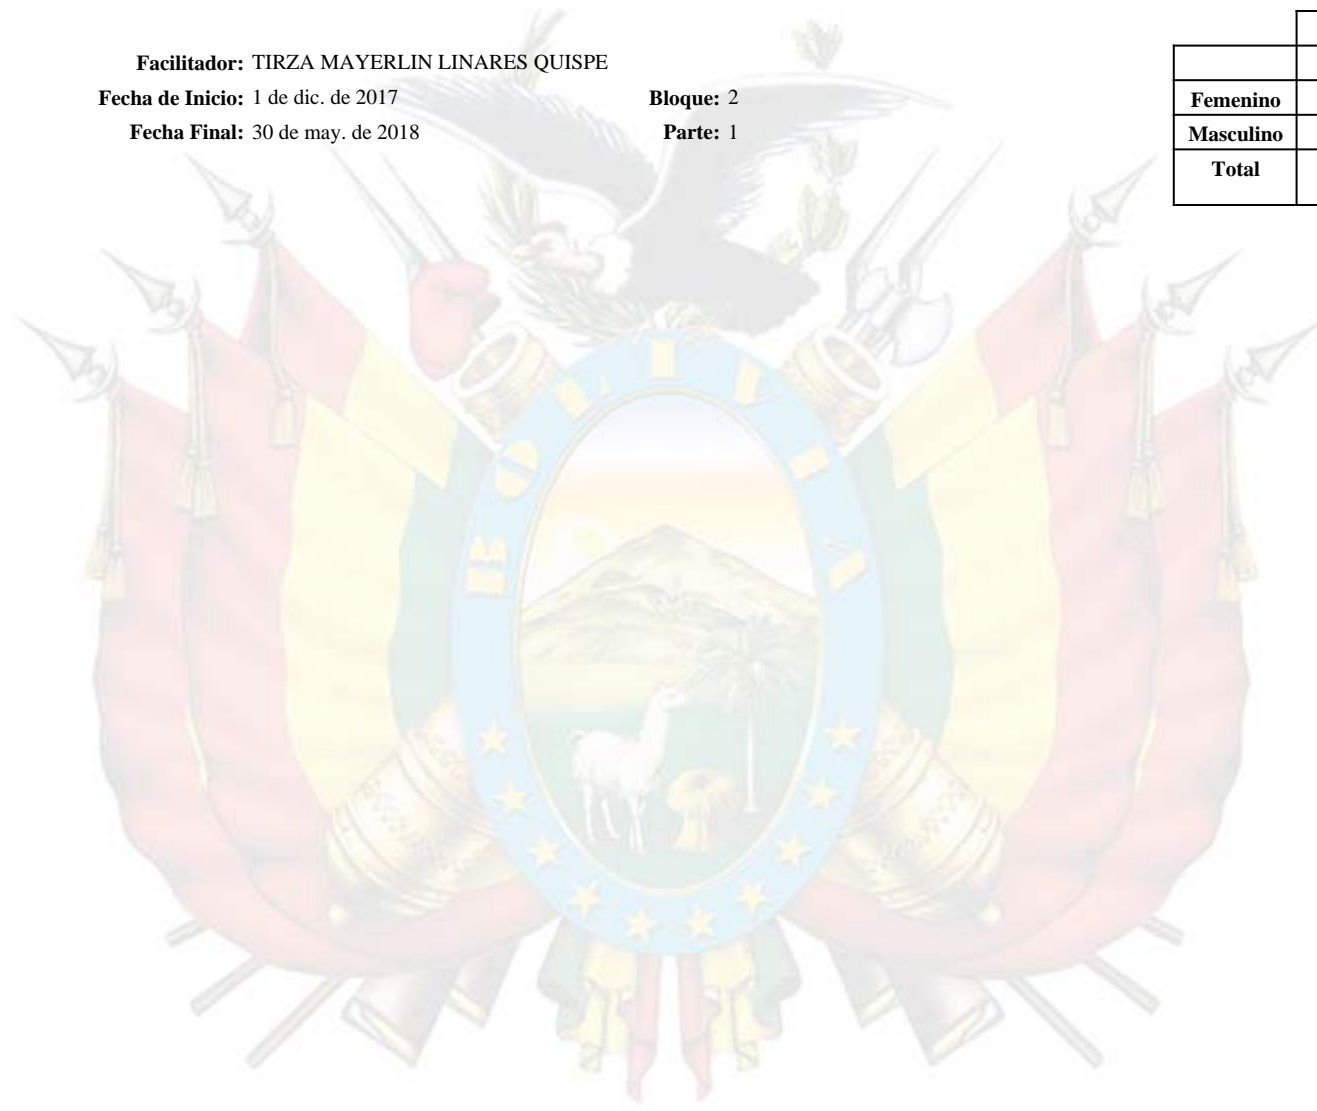 Facilitador: TIRZA MAYERLIN LINARES QUISPE
Fecha de Inicio: 1 de dic. de 2017 Bloque: 2
Fecha Final: 30 de may. de 2018 Parte: 1
Femenino
Masculino
Total
BOLIVIA